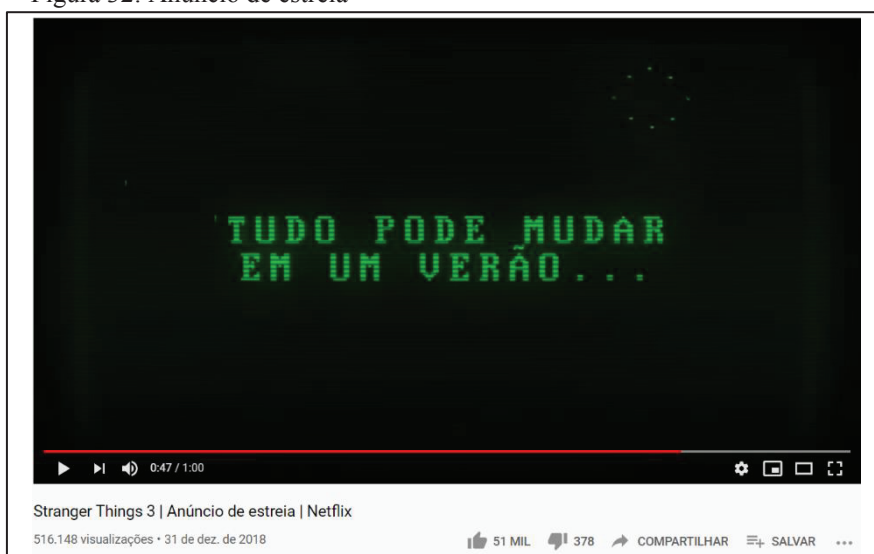 Figura 32: Anúncio de estreia
TUDO PODE MUDAR
EM UM VERÃO...
0:47 / 1:00
Stranger Things 3 | Anúncio de estreia | Netflix
516.148 visualizações • 31 de dez. de 2018
51 MIL 378 COMPARTILHAR SALVAR